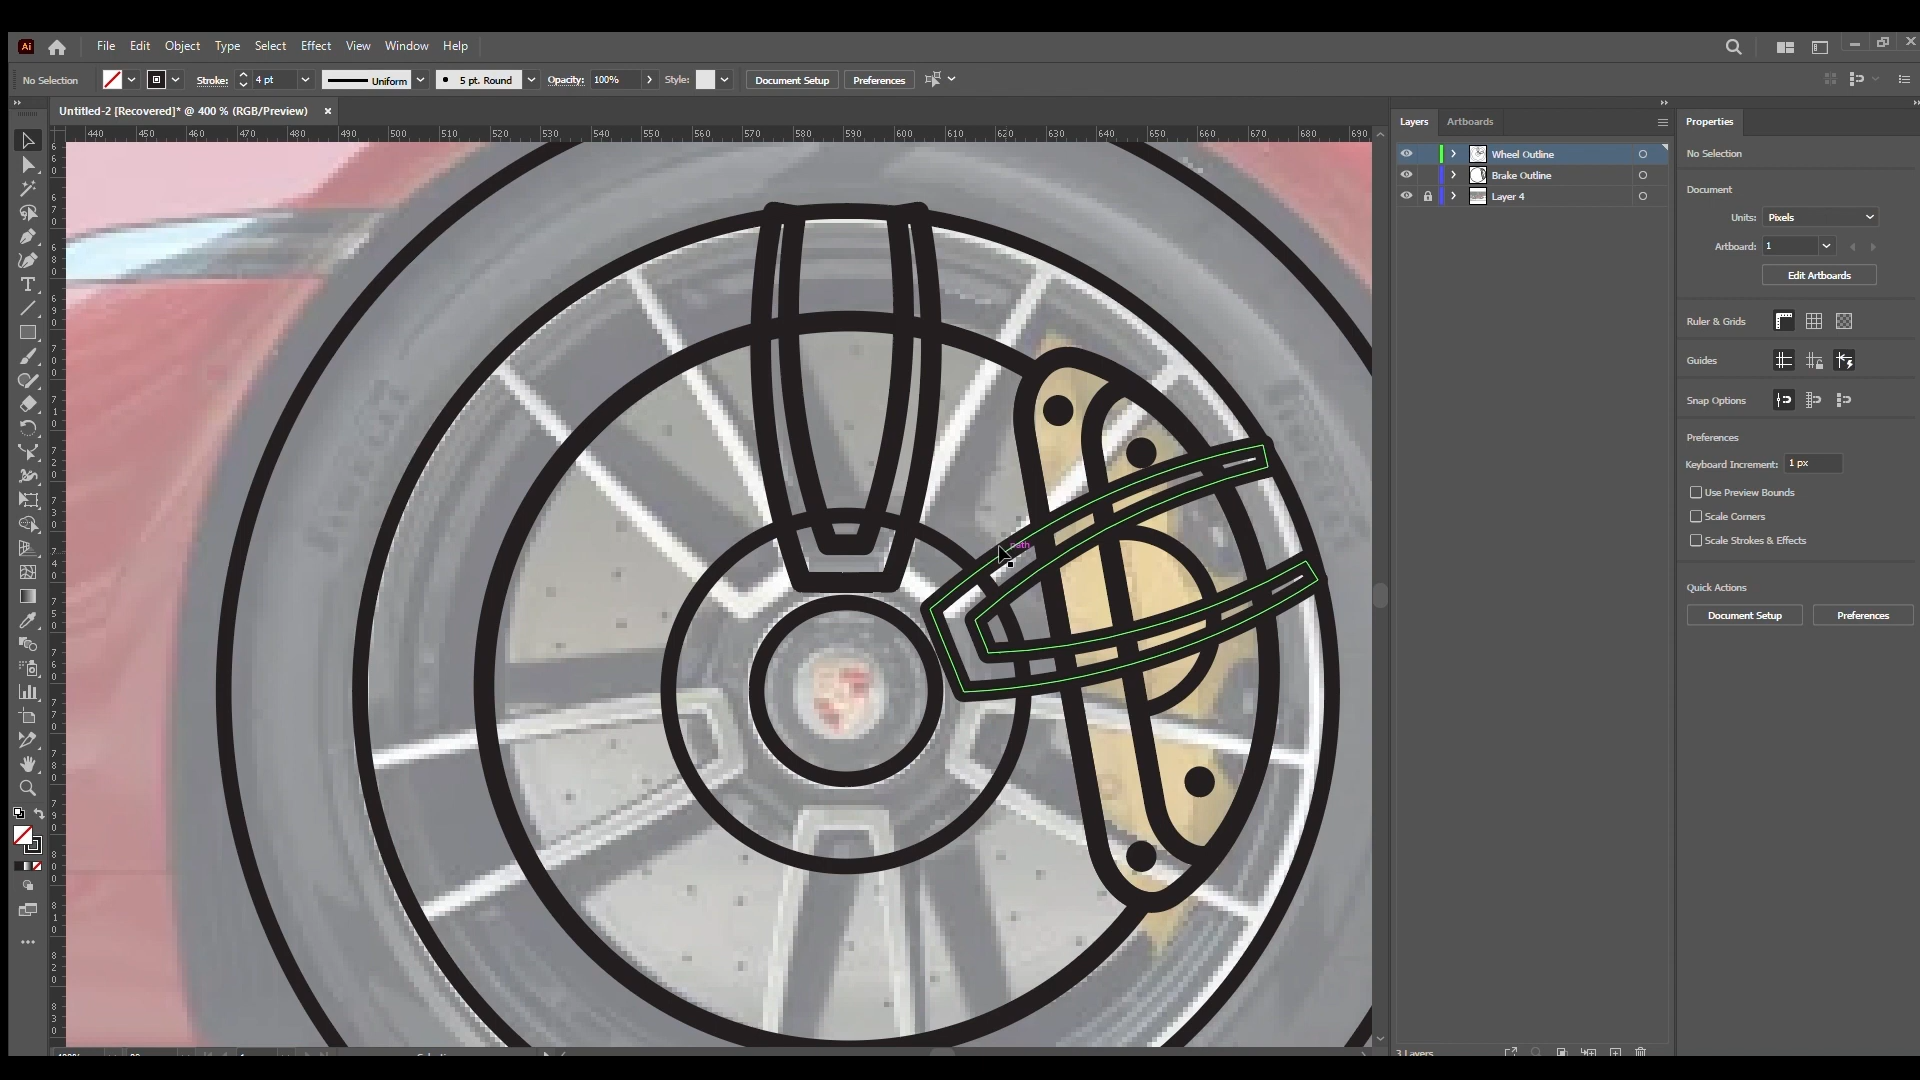 Ai File Edit Object Type Select Effect View Window Help
No Selection Stroke: 4 pt Uniform 5 pt. Round Opacity: 100% Style: Document Setup Preferences
Untitled-2 [Recovered]* @ 400 % (RGB/Preview) ×
440 450 460 470 480 490 500 510 520 530 540 550 560 570 580 590 600 610 620 630 640 650 660 670 680 690
path
Layers Artboards
Wheel Outline
Brake Outline
Layer 4
3 Layers
Properties
No Selection
Document
Units: Pixels
Artboard: 1
Edit Artboards
Ruler & Grids
Guides
Snap Options
Preferences
Keyboard Increment: 1 px
Use Preview Bounds
Scale Corners
Scale Strokes & Effects
Quick Actions
Document Setup Preferences